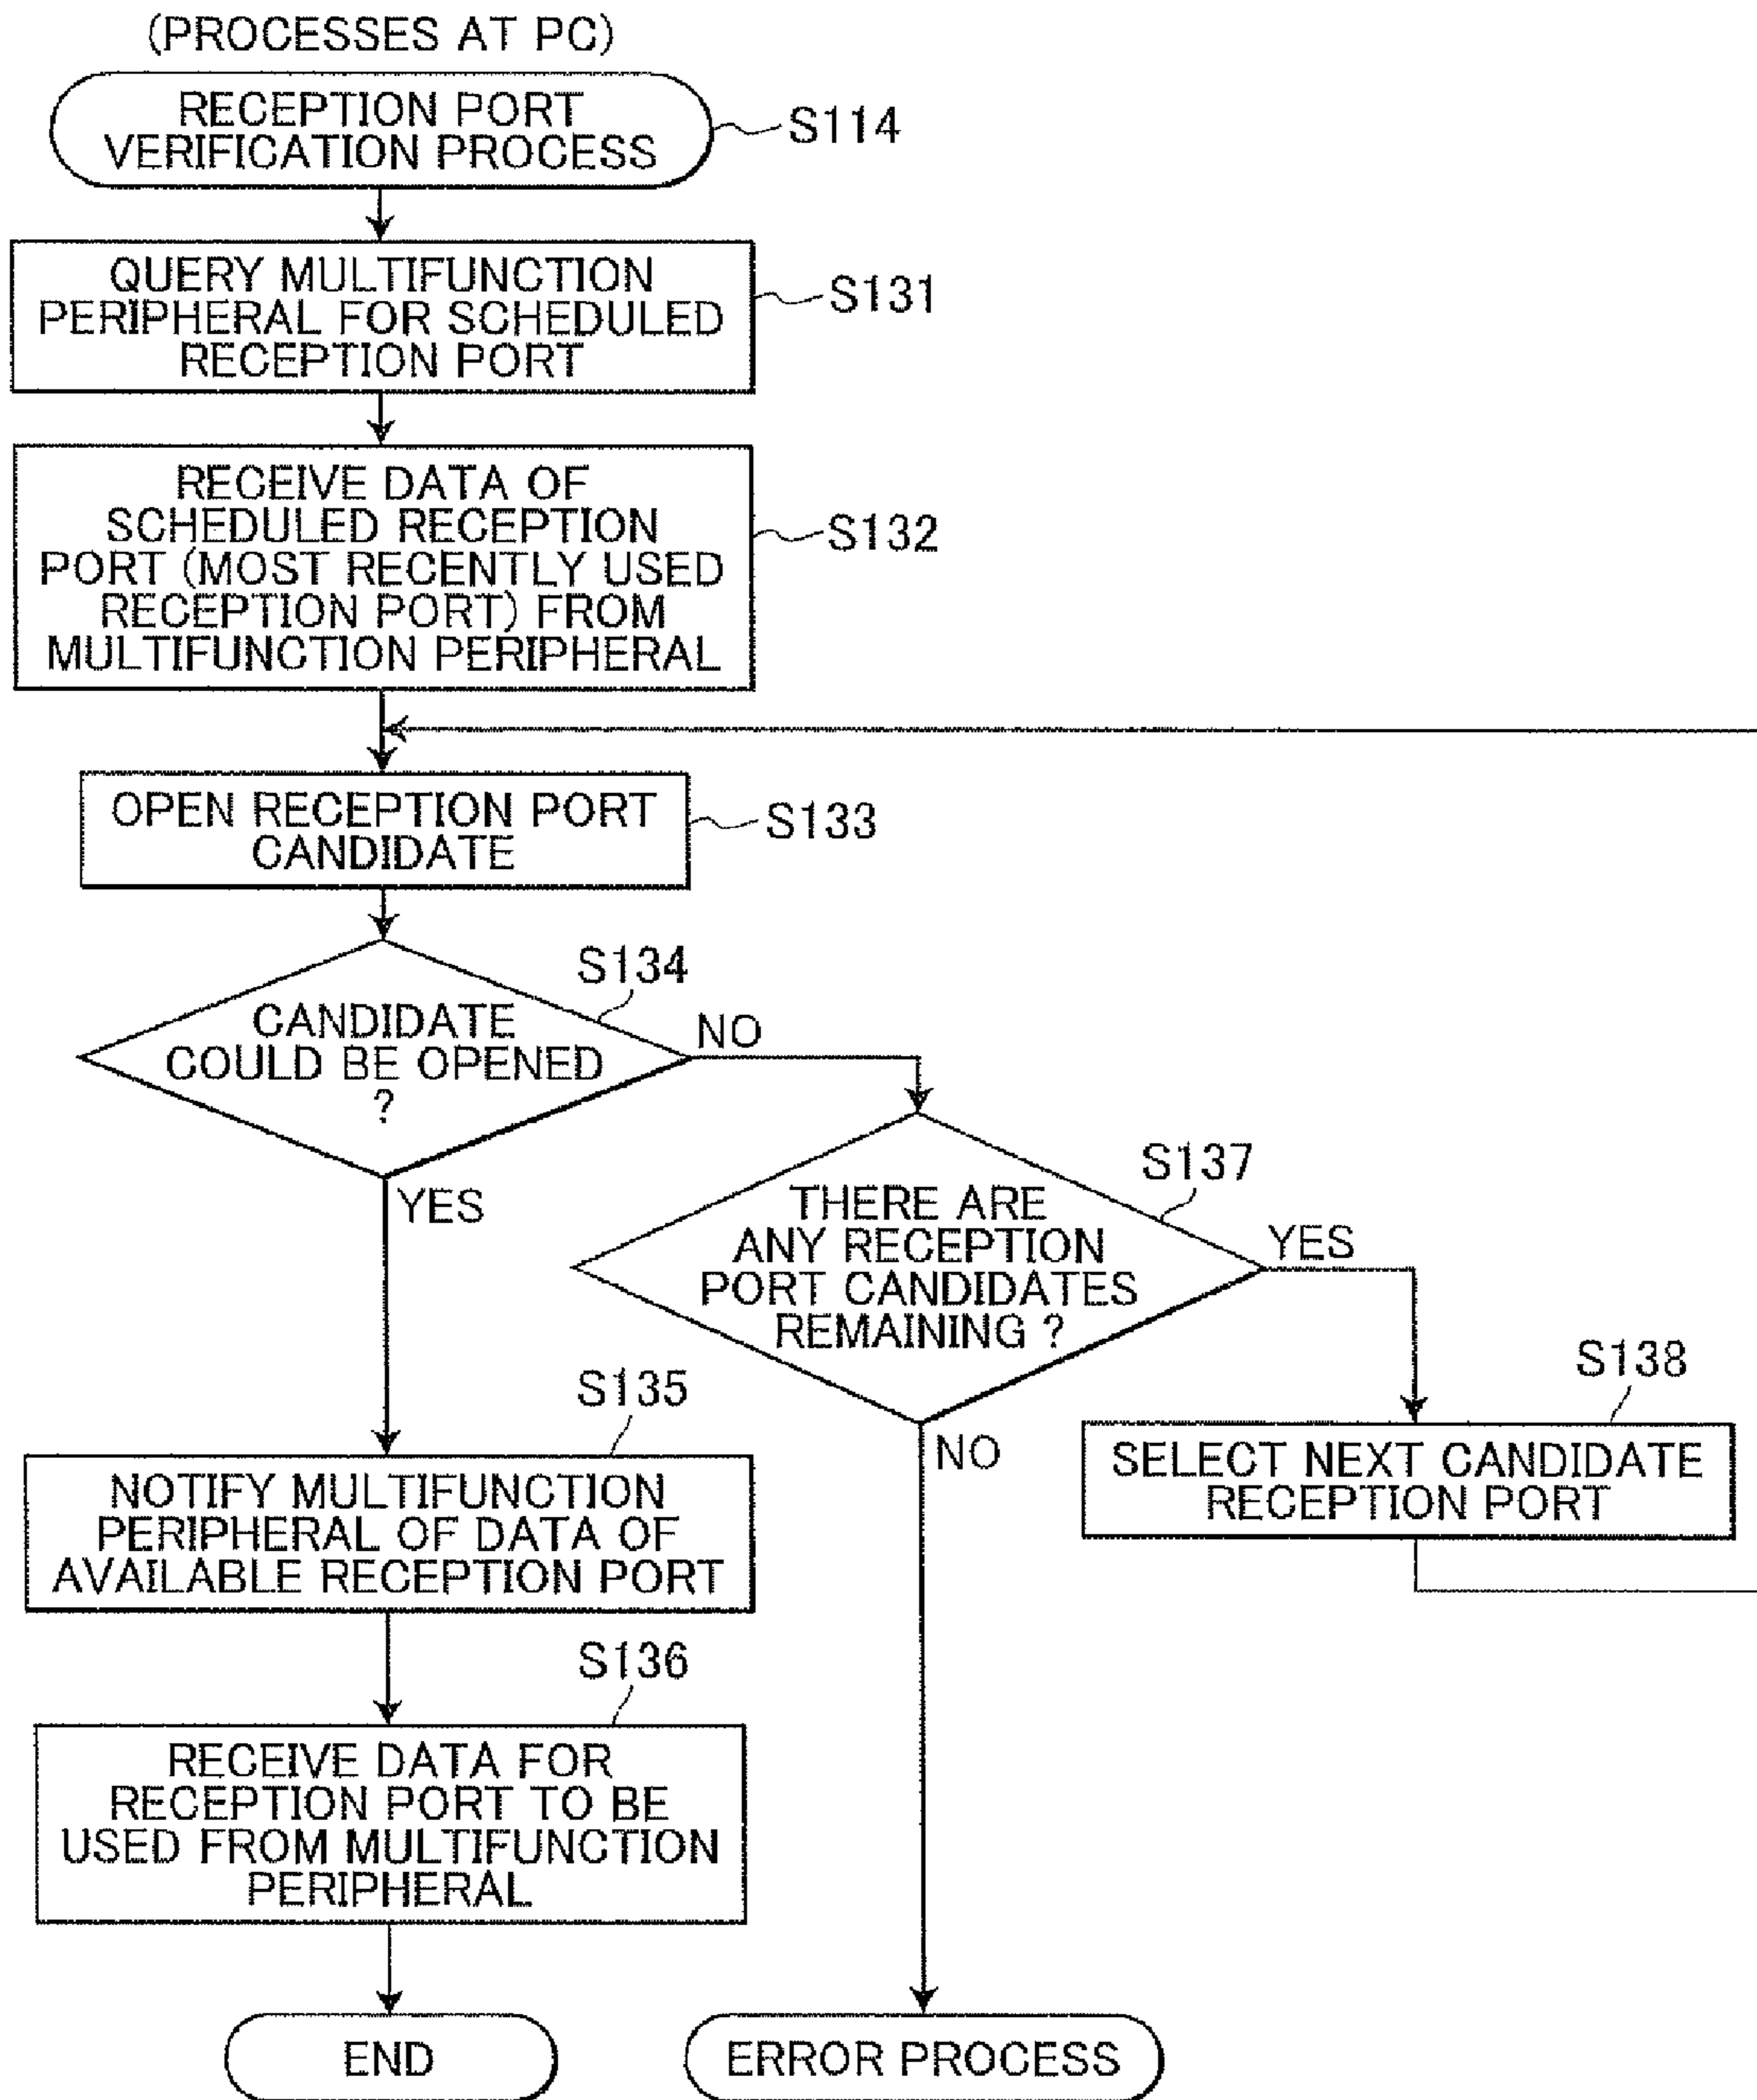 (PROCESSES AT PC)
RECEPTION PORT
VERIFICATION PROCESS
S114
QUERY MULTIFUNCTION
PERIPHERAL FOR SCHEDULED
RECEPTION PORT
S131
RECEIVE DATA OF
SCHEDULED RECEPTION
PORT (MOST RECENTLY USED
RECEPTION PORT) FROM
MULTIFUNCTION PERIPHERAL
S132
OPEN RECEPTION PORT
CANDIDATE
S133
S134
CANDIDATE
COULD BE OPENED
?
NO
YES
S137
THERE ARE
ANY RECEPTION
PORT CANDIDATES
REMAINING ?
YES
NO
S138
SELECT NEXT CANDIDATE
RECEPTION PORT
S135
NOTIFY MULTIFUNCTION
PERIPHERAL OF DATA OF
AVAILABLE RECEPTION PORT
S136
RECEIVE DATA FOR
RECEPTION PORT TO BE
USED FROM MULTIFUNCTION
PERIPHERAL
END
ERROR PROCESS